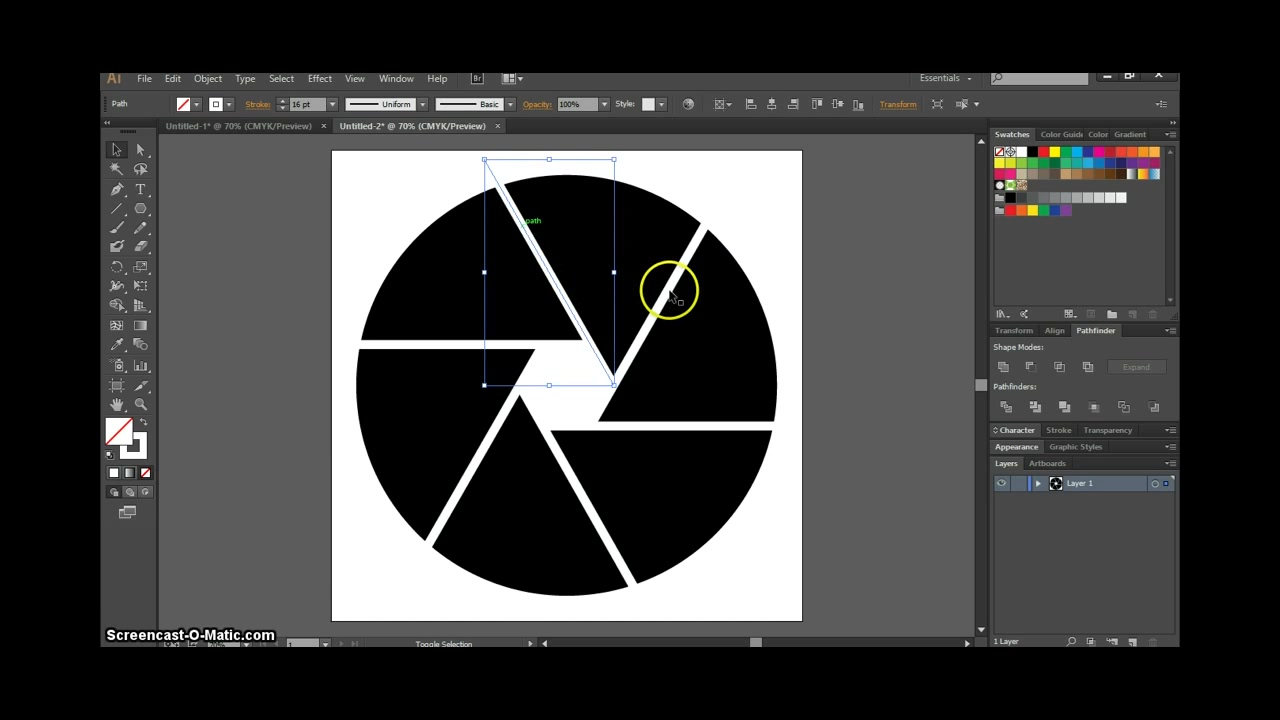 Ai File Edit Object Type Select Effect View Window Help Br Essentials
Path Stroke: 16 pt Uniform Basic Opacity: 100% Style: Transform
Untitled-1* @ 70% (CMYK/Preview) × Untitled-2* @ 70% (CMYK/Preview) ×
Swatches Color Guide Color Gradient
path
Transform Align Pathfinder
Shape Modes:
Expand
Pathfinders:
Character Stroke Transparency
Appearance Graphic Styles
Layers Artboards
Layer 1
Screencast-O-Matic.com
1 Toggle Selection 1 Layer